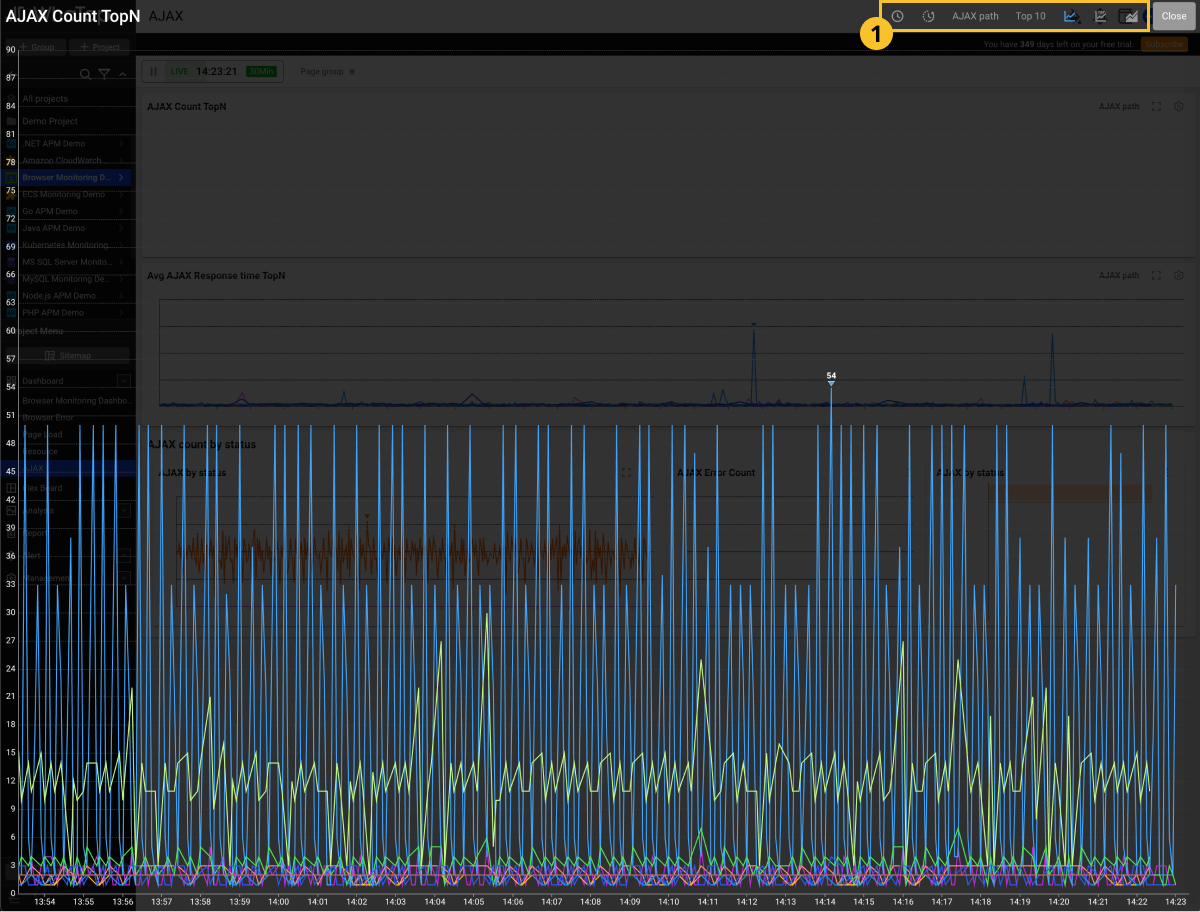 AJAX Count TopN
AJAX
AJAX path
Top 10
Close
1
You have 349 days left on your free trial.
Subscribe
Group
Project
LIVE
14:23:21
30Min
Page group
All projects
Demo Project
.NET APM Demo
Amazon CloudWatch...
Browser Monitoring D...
ECS Monitoring Demo
Go APM Demo
Java APM Demo
Kubernetes Monitoring...
MS SQL Server Monito...
MySQL Monitoring De...
Node.js APM Demo
PHP APM Demo
Project Menu
Sitemap
Dashboard
Browser Monitoring Dashbo...
Browser Error
Page Load
Resource
AJAX
Flex Board
Analysis
Report
Alert
Management
AJAX Count TopN
AJAX path
Avg AJAX Response time TopN
AJAX path
AJAX count by status
AJAX by status
AJAX Error Count
AJAX by status
54
90
87
84
81
78
75
72
69
66
63
60
57
54
51
48
45
42
39
36
33
30
27
24
21
18
15
12
9
6
3
0
13:54 13:55 13:56 13:57 13:58 13:59 14:00 14:01 14:02 14:03 14:04 14:05 14:06 14:07 14:08 14:09 14:10 14:11 14:12 14:13 14:14 14:15 14:16 14:17 14:18 14:19 14:20 14:21 14:22 14:23